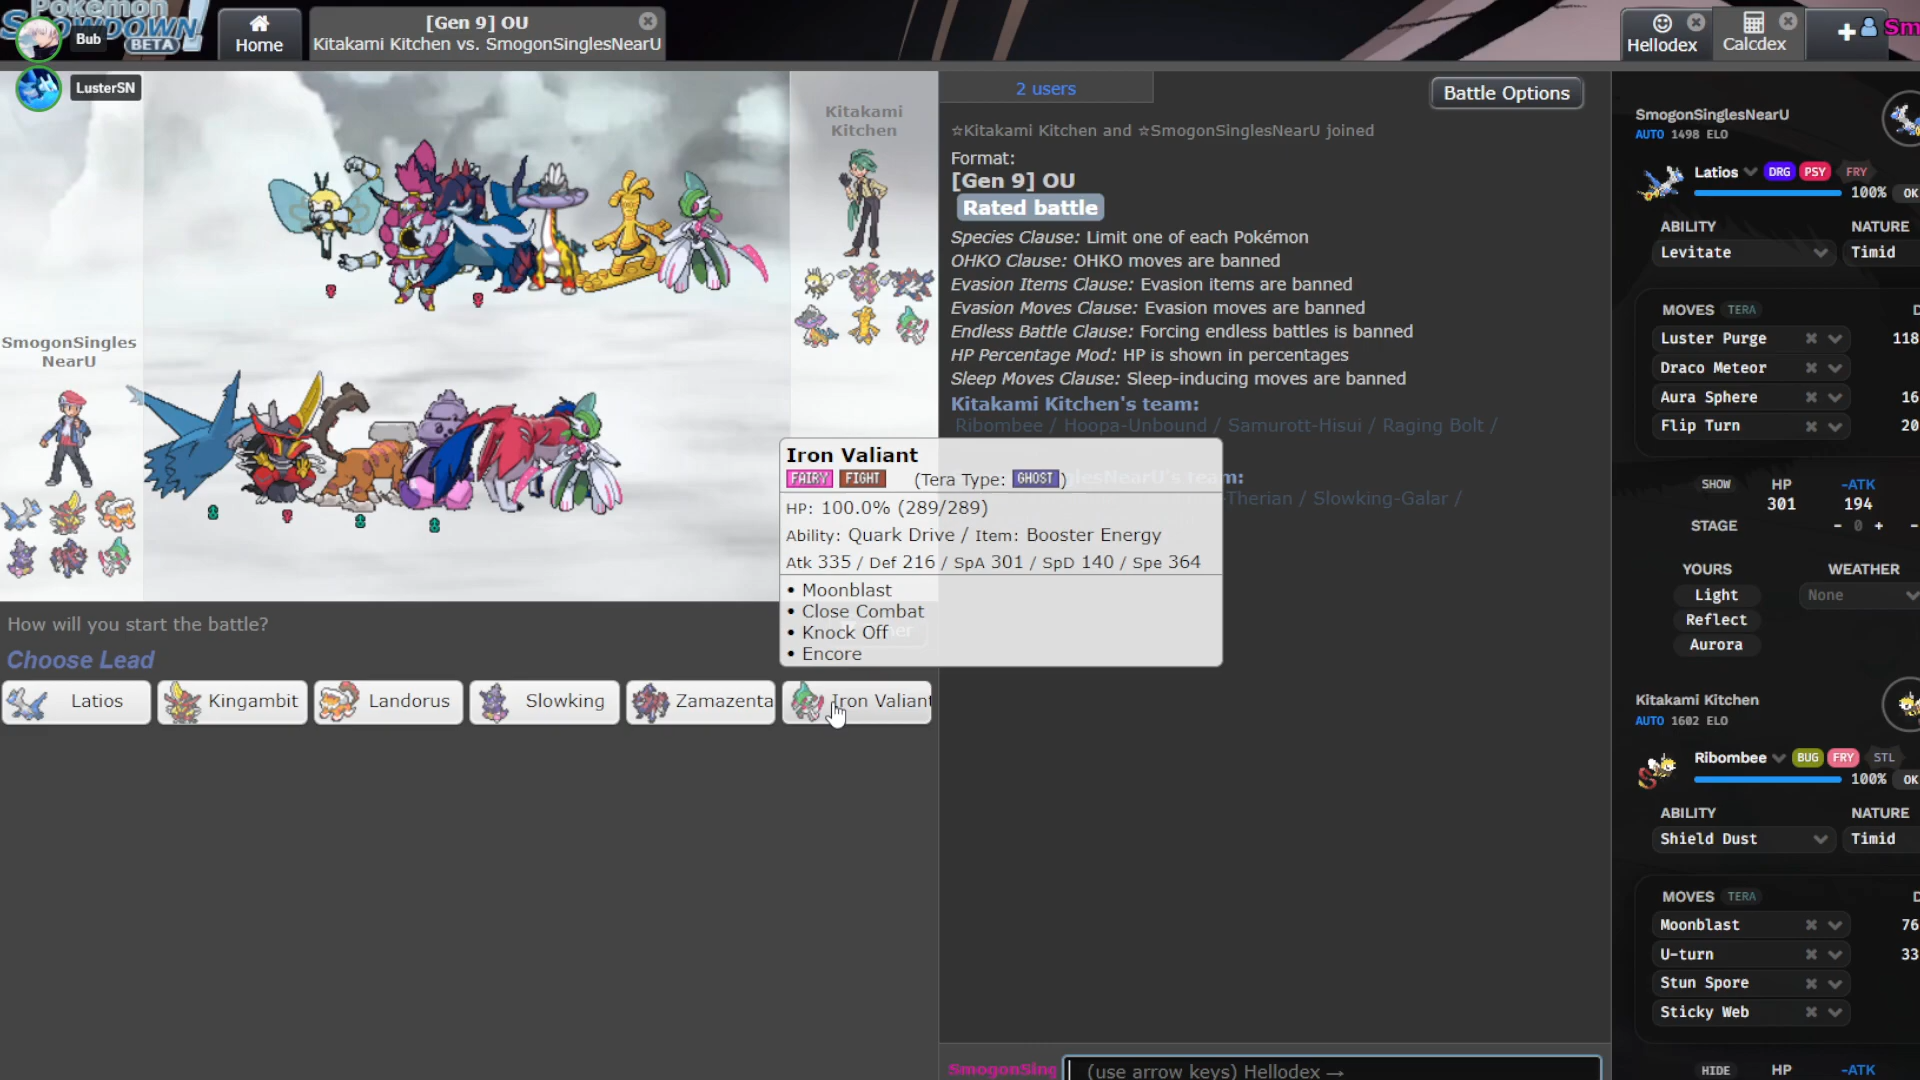 Pokémon
SHOWDOWN!
BETA
Bub
LusterSN
Home
[Gen 9] OU
Kitakami Kitchen vs. SmogonSinglesNearU
Hellodex
Calcdex
Sm
Kitakami
Kitchen
SmogonSingles
NearU
2 users
Battle Options
☆Kitakami Kitchen and ☆SmogonSinglesNearU joined
Format:
[Gen 9] OU
Rated battle
Species Clause: Limit one of each Pokémon
OHKO Clause: OHKO moves are banned
Evasion Items Clause: Evasion items are banned
Evasion Moves Clause: Evasion moves are banned
Endless Battle Clause: Forcing endless battles is banned
HP Percentage Mod: HP is shown in percentages
Sleep Moves Clause: Sleep-inducing moves are banned
Kitakami Kitchen's team:
Ribombee / Hoopa-Unbound / Samurott-Hisui / Raging Bolt /
glesNearU's team:
-Therian / Slowking-Galar /
Iron Valiant
FAIRY FIGHT (Tera Type: GHOST)
HP: 100.0% (289/289)
Ability: Quark Drive / Item: Booster Energy
Atk 335 / Def 216 / SpA 301 / SpD 140 / Spe 364
• Moonblast
• Close Combat
• Knock Off
• Encore
How will you start the battle?
Choose Lead
Latios
Kingambit
Landorus
Slowking
Zamazenta
Iron Valiant
SmogonSing
(use arrow keys) Hellodex →
SmogonSinglesNearU
AUTO 1498 ELO
Latios DRG PSY FRY
100% OK
ABILITY NATURE
Levitate Timid
MOVES TERA D
Luster Purge 118
Draco Meteor
Aura Sphere 16
Flip Turn 20
SHOW HP -ATK
301 194
STAGE - 0 + -
YOURS WEATHER
Light None
Reflect
Aurora
Kitakami Kitchen
AUTO 1602 ELO
Ribombee BUG FRY STL
100% OK
ABILITY NATURE
Shield Dust Timid
MOVES TERA D
Moonblast 76
U-turn 33
Stun Spore
Sticky Web
HIDE HP -ATK